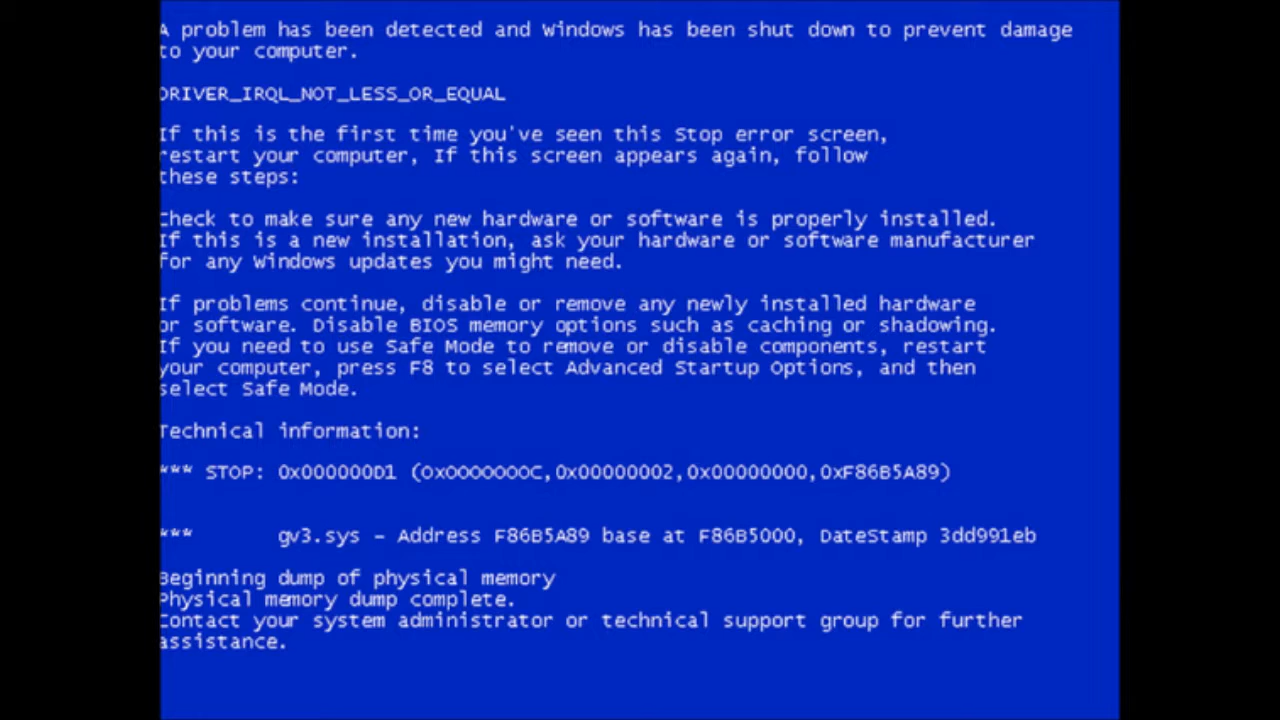 A problem has been detected and Windows has been shut down to prevent damage
to your computer.
DRIVER_IRQL_NOT_LESS_OR_EQUAL
If this is the first time you've seen this Stop error screen,
restart your computer, If this screen appears again, follow
these steps:
Check to make sure any new hardware or software is properly installed.
If this is a new installation, ask your hardware or software manufacturer
for any Windows updates you might need.
If problems continue, disable or remove any newly installed hardware
or software. Disable BIOS memory options such as caching or shadowing.
If you need to use Safe Mode to remove or disable components, restart
your computer, press F8 to select Advanced Startup Options, and then
select Safe Mode.
Technical information:
*** STOP: 0x000000D1 (0x0000000C,0x00000002,0x00000000,0xF86B5A89)
*** gv3.sys – Address F86B5A89 base at F86B5000, DateStamp 3dd991eb
Beginning dump of physical memory
Physical memory dump complete.
Contact your system administrator or technical support group for further
assistance.